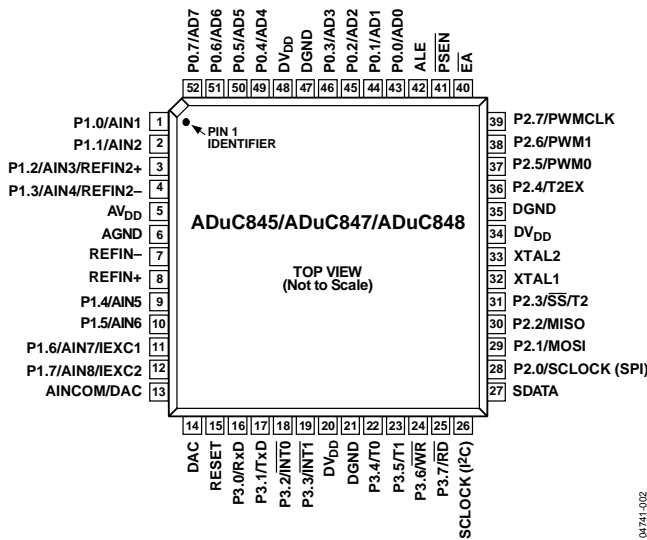 P0.7/AD7
P0.6/AD6
P0.5/AD5
P0.4/AD4
DVDD
DGND
P0.3/AD3
P0.2/AD2
P0.1/AD1
P0.0/AD0
ALE
PSEN
EA
52 51 50 49 48 47 46 45 44 43 42 41 40
P1.0/AIN1 1
P1.1/AIN2 2
P1.2/AIN3/REFIN2+ 3
P1.3/AIN4/REFIN2– 4
AVDD 5
AGND 6
REFIN– 7
REFIN+ 8
P1.4/AIN5 9
P1.5/AIN6 10
P1.6/AIN7/IEXC1 11
P1.7/AIN8/IEXC2 12
AINCOM/DAC 13
PIN 1
IDENTIFIER
ADuC845/ADuC847/ADuC848
TOP VIEW
(Not to Scale)
39 P2.7/PWMCLK
38 P2.6/PWM1
37 P2.5/PWM0
36 P2.4/T2EX
35 DGND
34 DVDD
33 XTAL2
32 XTAL1
31 P2.3/SS/T2
30 P2.2/MISO
29 P2.1/MOSI
28 P2.0/SCLOCK (SPI)
27 SDATA
14 15 16 17 18 19 20 21 22 23 24 25 26
DAC
RESET
P3.0/RxD
P3.1/TxD
P3.2/INT0
P3.3/INT1
DVDD
DGND
P3.4/T0
P3.5/T1
P3.6/WR
P3.7/RD
SCLOCK (I2C)
04741-002